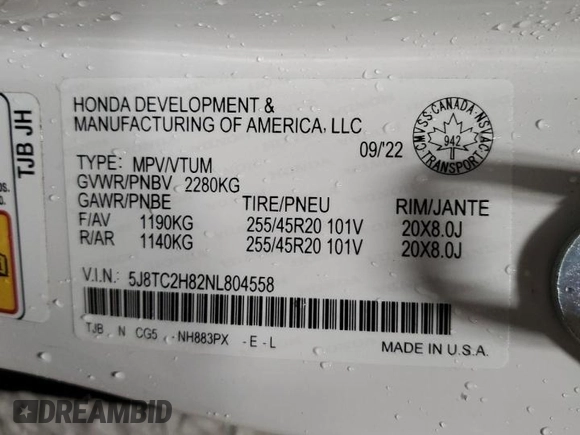 HONDA DEVELOPMENT &
MANUFACTURING OF AMERICA, LLC
09/'22
CMVSS-CANADA-NSVAC
942
TRANSPORT
TYPE: MPV/VTUM
GVWR/PNBV 2280KG
GAWR/PNBE TIRE/PNEU RIM/JANTE
F/AV 1190KG 255/45R20 101V 20X8.0J
R/AR 1140KG 255/45R20 101V 20X8.0J
V.I.N.: 5J8TC2H82NL804558
TJB N CG5 -NH883PX -E-L
MADE IN U.S.A.
TJB JH
DREAMBID